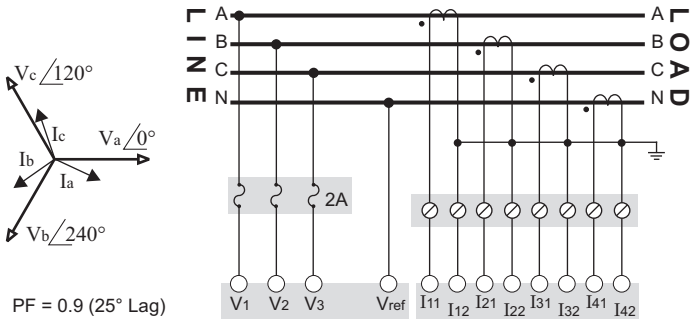 LINE
A
B
C
N
A
B
C
N
LOAD
Vc∠120°
Va∠0°
Ic
Ib
Ia
Vb∠240°
2A
PF = 0.9 (25° Lag)
V1 V2 V3 Vref I11 I12 I21 I22 I31 I32 I41 I42